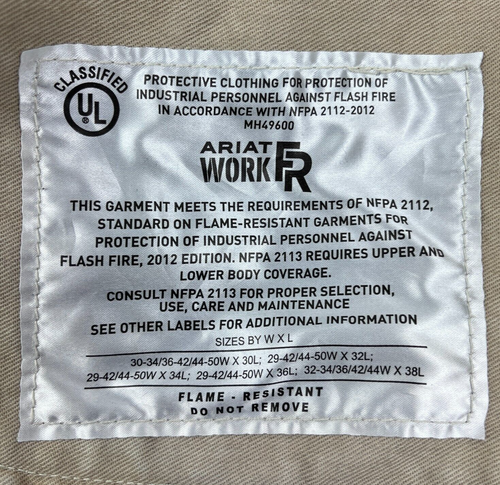 CLASSIFIED
UL
®
PROTECTIVE CLOTHING FOR PROTECTION OF
INDUSTRIAL PERSONNEL AGAINST FLASH FIRE
IN ACCORDANCE WITH NFPA 2112-2012
MH49600
ARIAT
WORK FR
THIS GARMENT MEETS THE REQUIREMENTS OF NFPA 2112,
STANDARD ON FLAME-RESISTANT GARMENTS FOR
PROTECTION OF INDUSTRIAL PERSONNEL AGAINST
FLASH FIRE, 2012 EDITION. NFPA 2113 REQUIRES UPPER AND
LOWER BODY COVERAGE.
CONSULT NFPA 2113 FOR PROPER SELECTION,
USE, CARE AND MAINTENANCE
SEE OTHER LABELS FOR ADDITIONAL INFORMATION
SIZES BY W X L
30-34/36-42/44-50W X 30L; 29-42/44-50W X 32L;
29-42/44-50W X 34L; 29-42/44-50W X 36L; 32-34/36/42/44W X 38L
FLAME - RESISTANT
DO NOT REMOVE